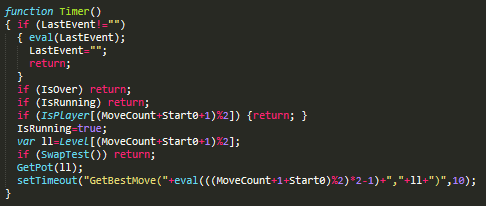 function Timer()
{ if (LastEvent!="")
  { eval(LastEvent);
    LastEvent="";
    return;
  }
  if (IsOver) return;
  if (IsRunning) return;
  if (IsPlayer[(MoveCount+Start0+1)%2]) {return; }
  IsRunning=true;
  var ll=Level[(MoveCount+Start0+1)%2];
  if (SwapTest()) return;
  GetPot(ll);
  setTimeout("GetBestMove("+eval(((MoveCount+1+Start0)%2)*2-1)+","+ll+")",10);
}